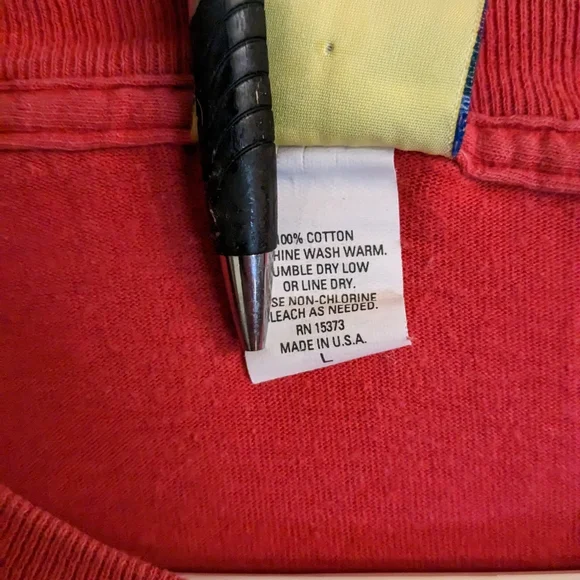 00% COTTON
HINE WASH WARM.
UMBLE DRY LOW
OR LINE DRY.
SE NON-CHLORINE
LEACH AS NEEDED.
RN 15373
MADE IN U.S.A.
L